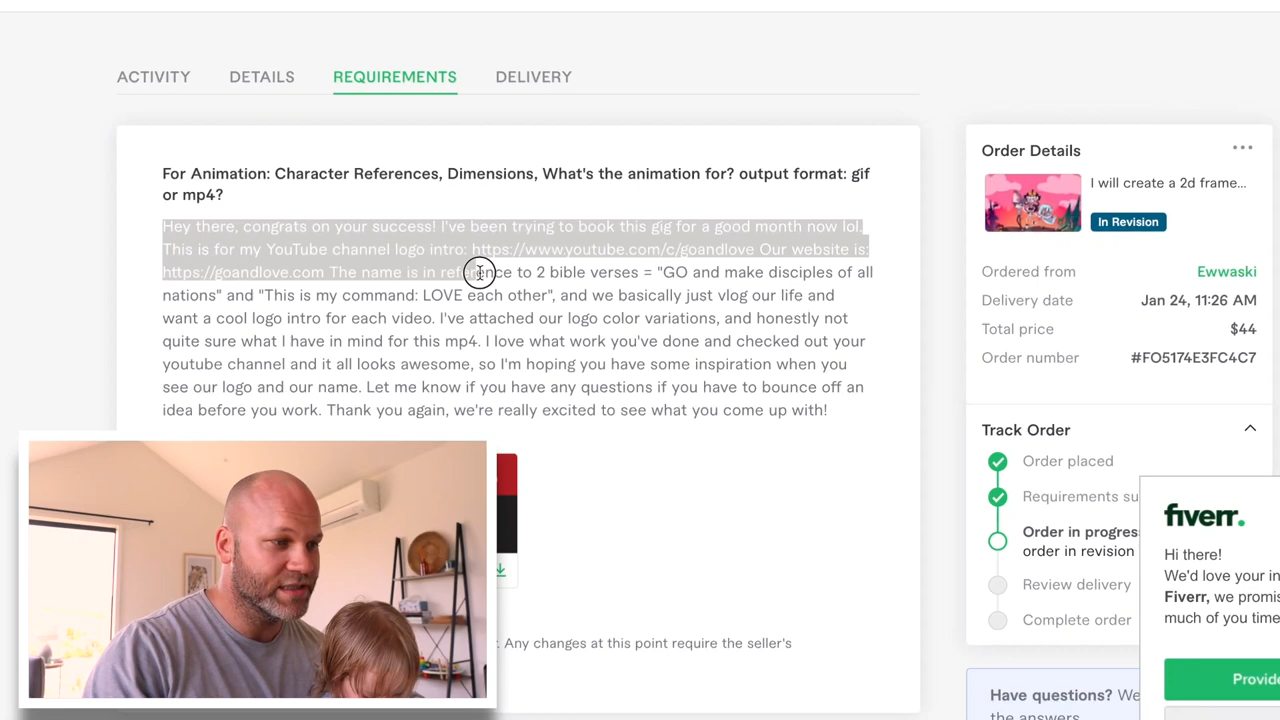 ACTIVITY
DETAILS
REQUIREMENTS
DELIVERY
For Animation: Character References, Dimensions, What's the animation for? output format: gif
or mp4?
Hey there, congrats on your success! I've been trying to book this gig for a good month now lol.
This is for my YouTube channel logo intro: https://www.youtube.com/c/goandlove Our website is:
https://goandlove.com The name is in reference to 2 bible verses = "GO and make disciples of all
nations" and "This is my command: LOVE each other", and we basically just vlog our life and
want a cool logo intro for each video. I've attached our logo color variations, and honestly not
quite sure what I have in mind for this mp4. I love what work you've done and checked out your
youtube channel and it all looks awesome, so I'm hoping you have some inspiration when you
see our logo and our name. Let me know if you have any questions if you have to bounce off an
idea before you work. Thank you again, we're really excited to see what you come up with!
. Any changes at this point require the seller's
Order Details
I will create a 2d frame...
In Revision
Ordered from Ewwaski
Delivery date Jan 24, 11:26 AM
Total price $44
Order number #FO5174E3FC4C7
Track Order
Order placed
Requirements su
Order in progres
order in revision
Review delivery
Complete order
Have questions? We
the answers
fiverr.
Hi there!
We'd love your in
Fiverr, we promis
much of you time
Provide